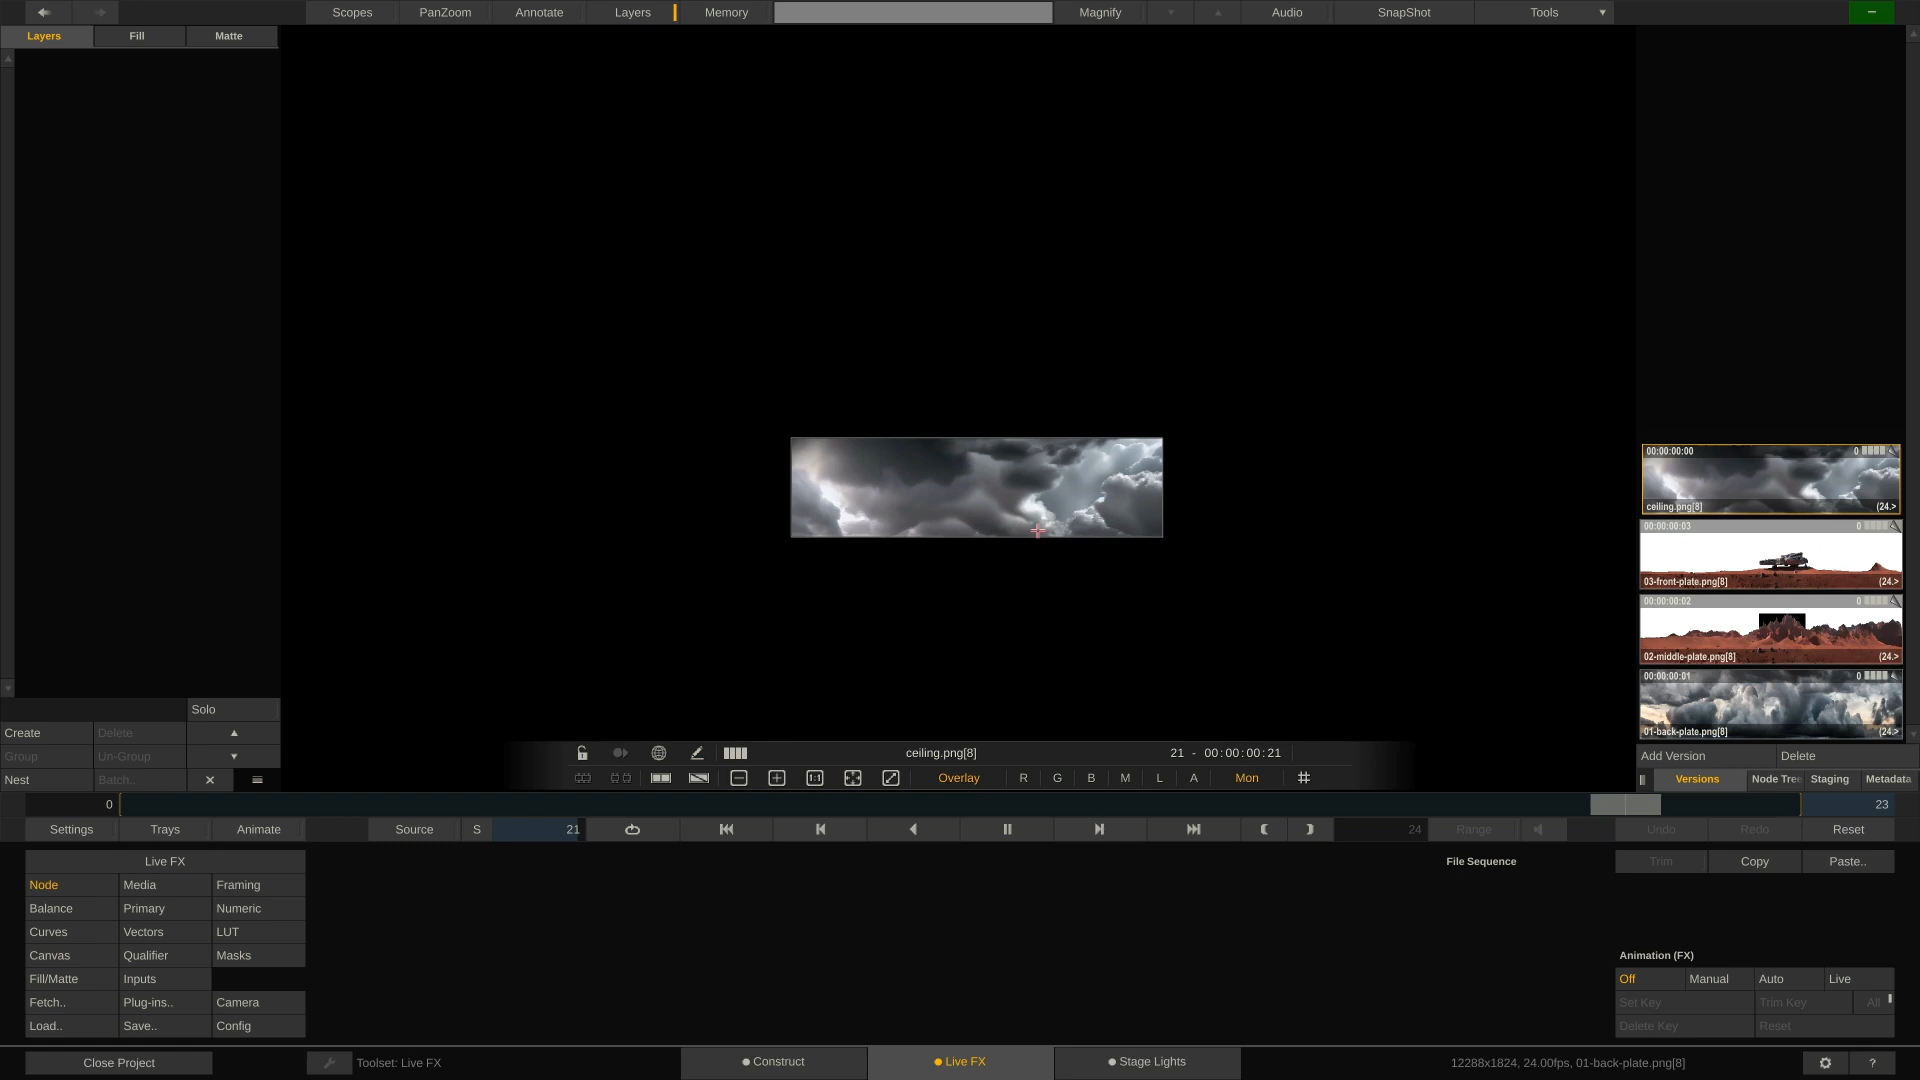 Scopes PanZoom Annotate Layers Memory Magnify Audio SnapShot Tools
Layers Fill Matte
00:00:00:00 0
ceiling.png[8] (24.>
00:00:00:03 0
03-front-plate.png[8] (24.>
00:00:00:02 0
02-middle-plate.png[8] (24.>
00:00:00:01 0
01-back-plate.png[8] (24.>
Solo
Create Delete
Group Un-Group
Nest Batch..
ceiling.png[8] 21 - 00:00:00:21
1:1 Overlay R G B M L A Mon
Add Version Delete
Versions Node Tree Staging Metadata
0 23
Settings Trays Animate Source S 21 24 Range Undo Redo Reset
Live FX File Sequence Trim Copy Paste..
Node Media Framing
Balance Primary Numeric
Curves Vectors LUT
Canvas Qualifier Masks Animation (FX)
Fill/Matte Inputs Off Manual Auto Live
Fetch.. Plug-ins.. Camera Set Key Trim Key All
Load.. Save.. Config Delete Key Reset
Close Project Toolset: Live FX Construct Live FX Stage Lights 12288x1824, 24.00fps, 01-back-plate.png[8] ?